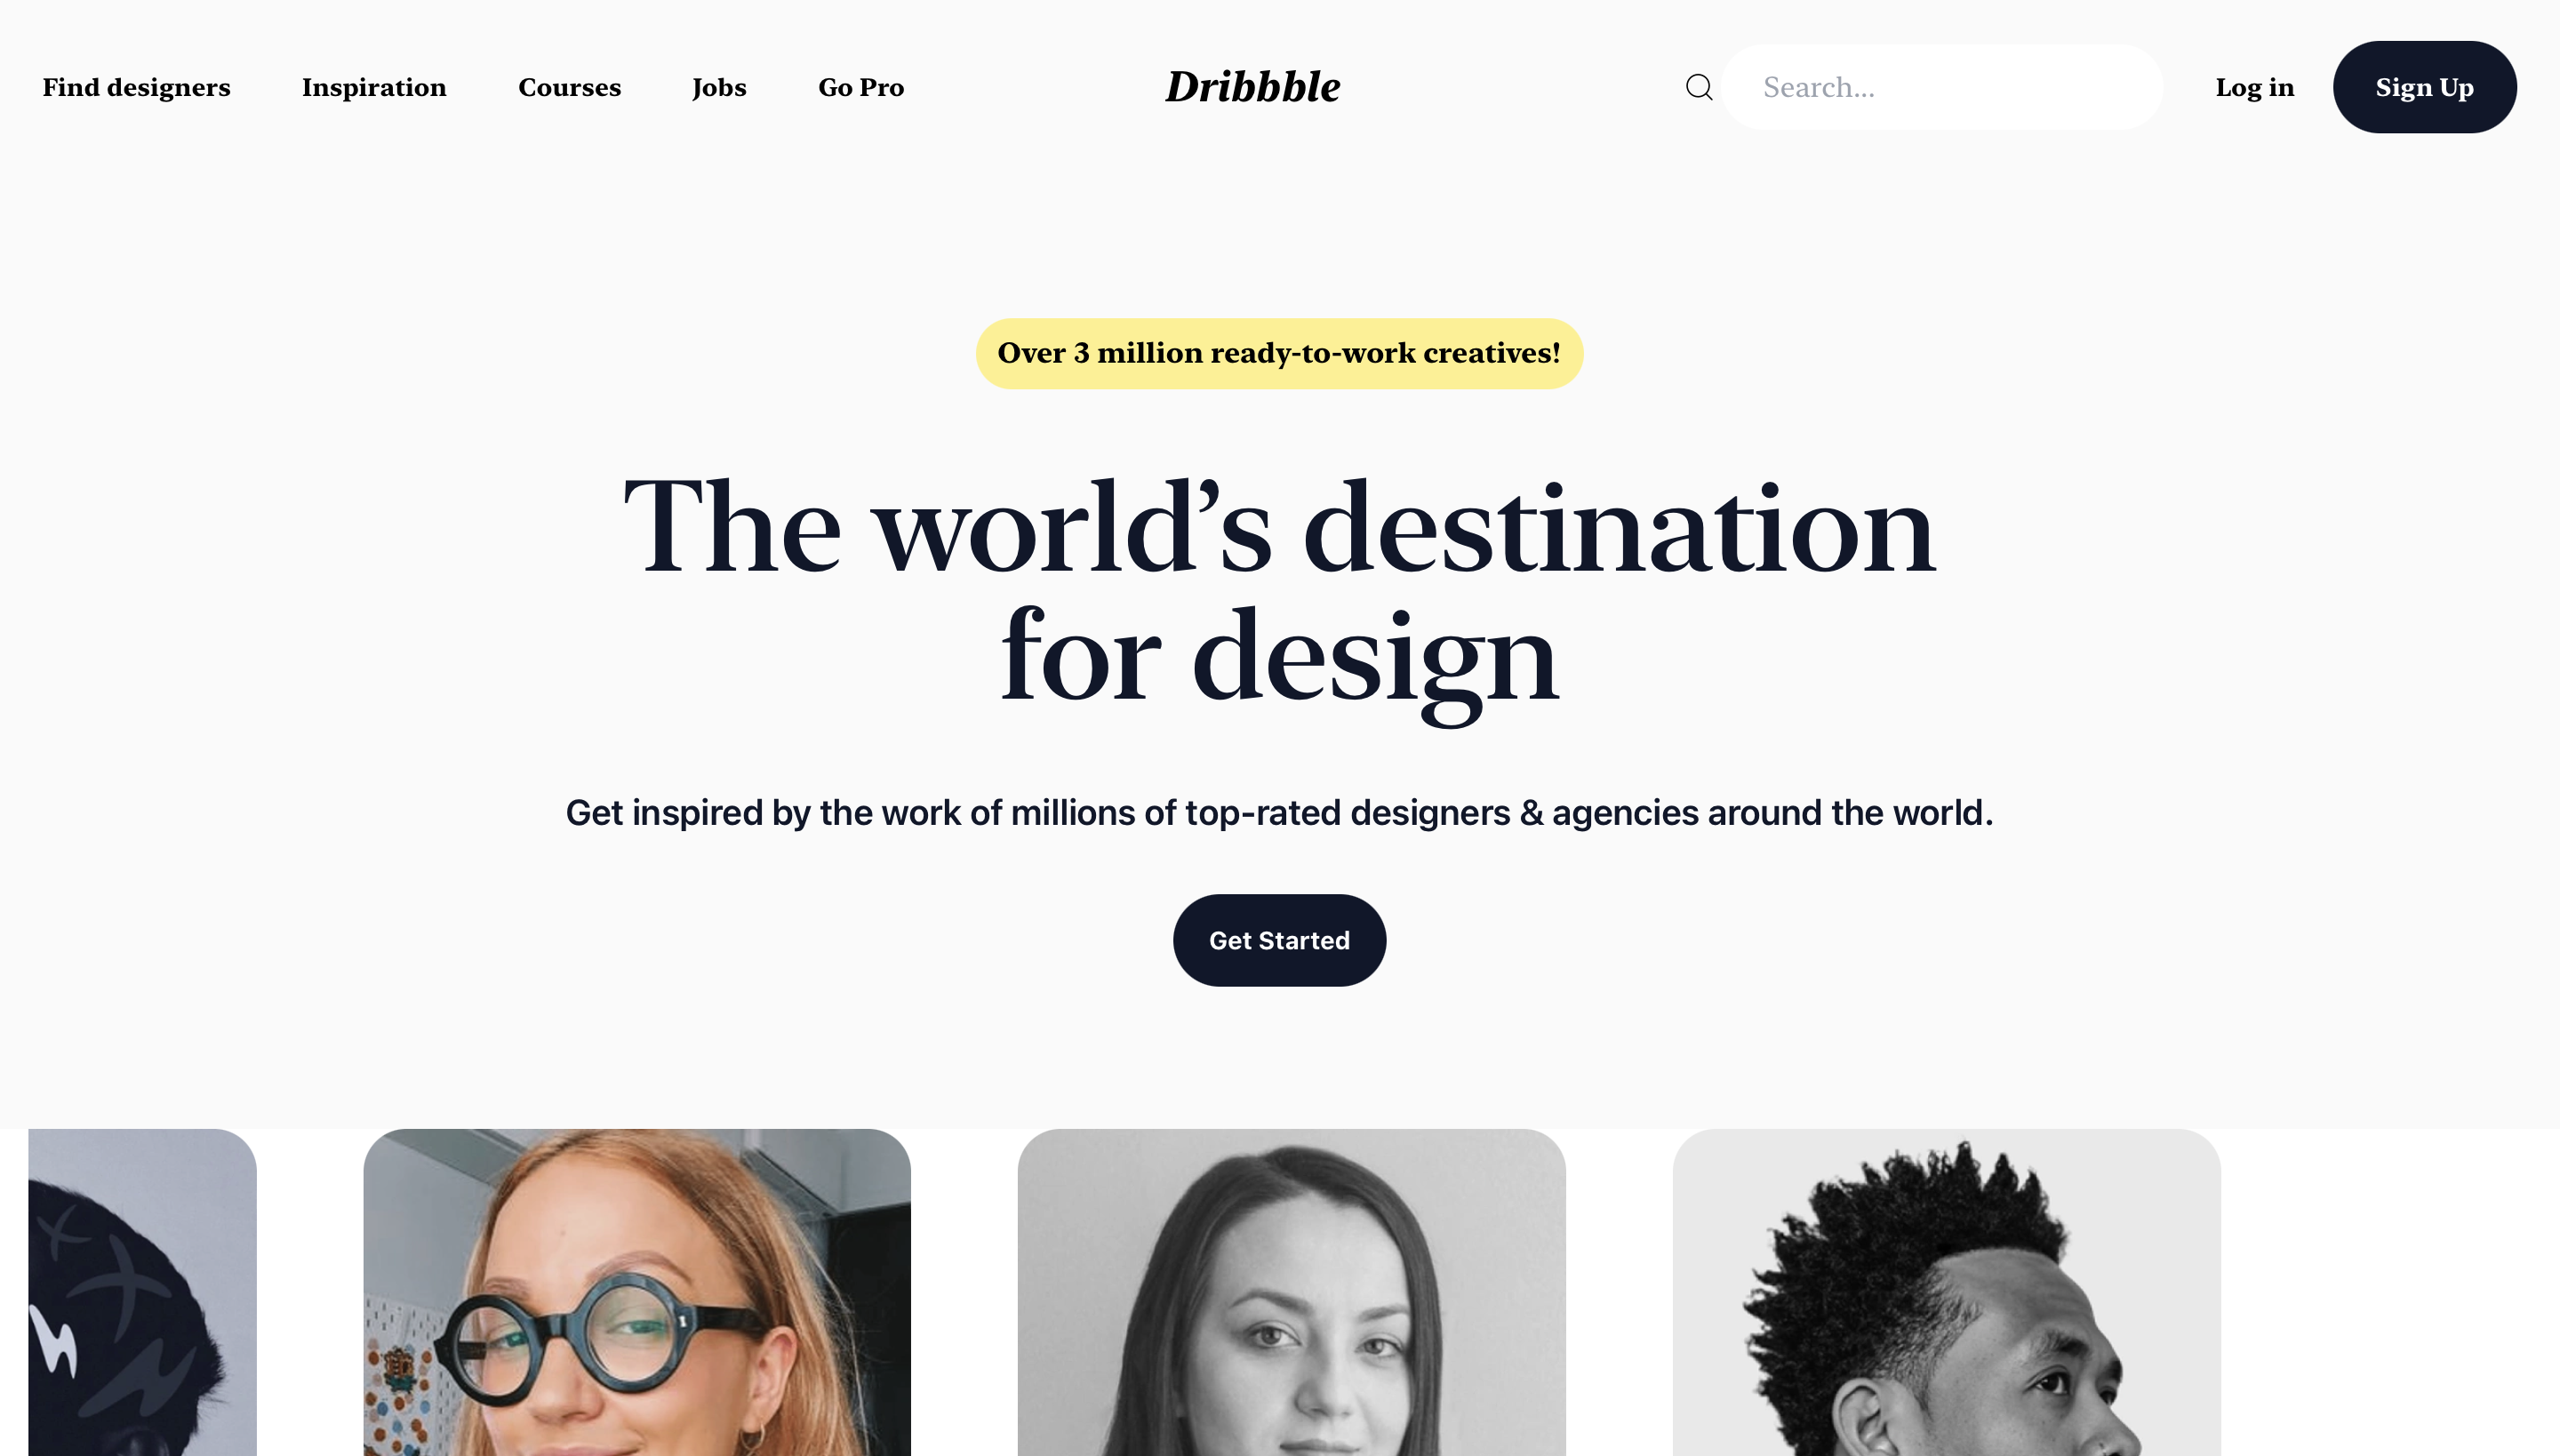 Find designers
Inspiration
Courses
Jobs
Go Pro
Dribbble
Search...
Log in
Sign Up
Over 3 million ready-to-work creatives!
The world’s destination
for design
Get inspired by the work of millions of top-rated designers & agencies around the world.
Get Started